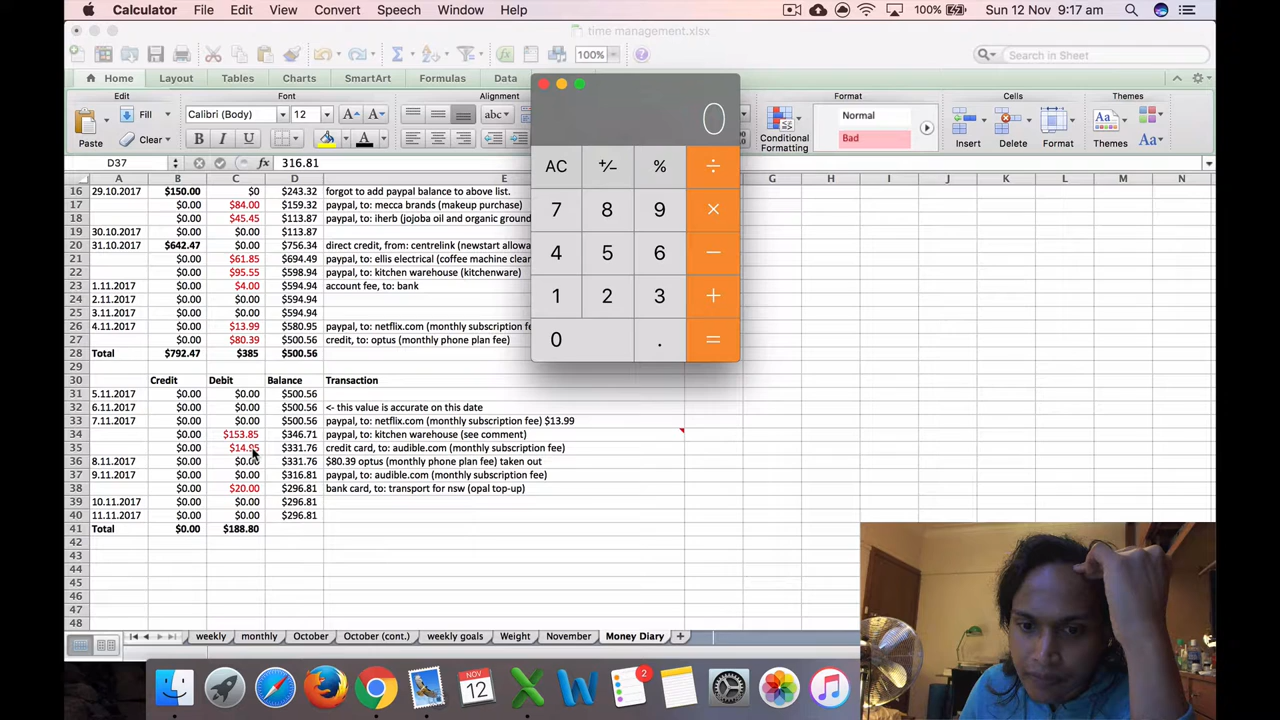 Calculator File Edit View Convert Speech Window Help 100% Sun 12 Nov 9:17 am
time management.xlsx
100% Search in Sheet
Home Layout Tables Charts SmartArt Formulas Data
Edit Font Alignment Format Cells Themes
Paste Fill Calibri (Body) 12 abc Conditional Formatting Normal Insert Delete Format Themes Aa
Clear B I U A Bad
D37 fx 316.81
A B C D E G H I J K L M N
16 29.10.2017 $150.00 $0 $243.32 forgot to add paypal balance to above list.
17 $0.00 $84.00 $159.32 paypal, to: mecca brands (makeup purchase)
18 $0.00 $45.45 $113.87 paypal, to: iherb (jojoba oil and organic ground
19 30.10.2017 $0.00 $0.00 $113.87
20 31.10.2017 $642.47 $0.00 $756.34 direct credit, from: centrelink (newstart allowa
21 $0.00 $61.85 $694.49 paypal, to: ellis electrical (coffee machine clean
22 $0.00 $95.55 $598.94 paypal, to: kitchen warehouse (kitchenware)
23 1.11.2017 $0.00 $4.00 $594.94 account fee, to: bank
24 2.11.2017 $0.00 $0.00 $594.94
25 3.11.2017 $0.00 $0.00 $594.94
26 4.11.2017 $0.00 $13.99 $580.95 paypal, to: netflix.com (monthly subscription fe
27 $0.00 $80.39 $500.56 credit, to: optus (monthly phone plan fee)
28 Total $792.47 $385 $500.56
29
30 Credit Debit Balance Transaction
31 5.11.2017 $0.00 $0.00 $500.56
32 6.11.2017 $0.00 $0.00 $500.56 <- this value is accurate on this date
33 7.11.2017 $0.00 $0.00 $500.56 paypal, to: netflix.com (monthly subscription fee) $13.99
34 $0.00 $153.85 $346.71 paypal, to: kitchen warehouse (see comment)
35 $0.00 $14.95 $331.76 credit card, to: audible.com (monthly subscription fee)
36 8.11.2017 $0.00 $0.00 $331.76 $80.39 optus (monthly phone plan fee) taken out
37 9.11.2017 $0.00 $0.00 $316.81 paypal, to: audible.com (monthly subscription fee)
38 $0.00 $20.00 $296.81 bank card, to: transport for nsw (opal top-up)
39 10.11.2017 $0.00 $0.00 $296.81
40 11.11.2017 $0.00 $0.00 $296.81
41 Total $0.00 $188.80
42
43
44
45
46
47
48
0
AC +/− % ÷
7 8 9 ×
4 5 6 −
1 2 3 +
0 . =
weekly monthly October October (cont.) weekly goals Weight November Money Diary +
NOV 12 X W 2